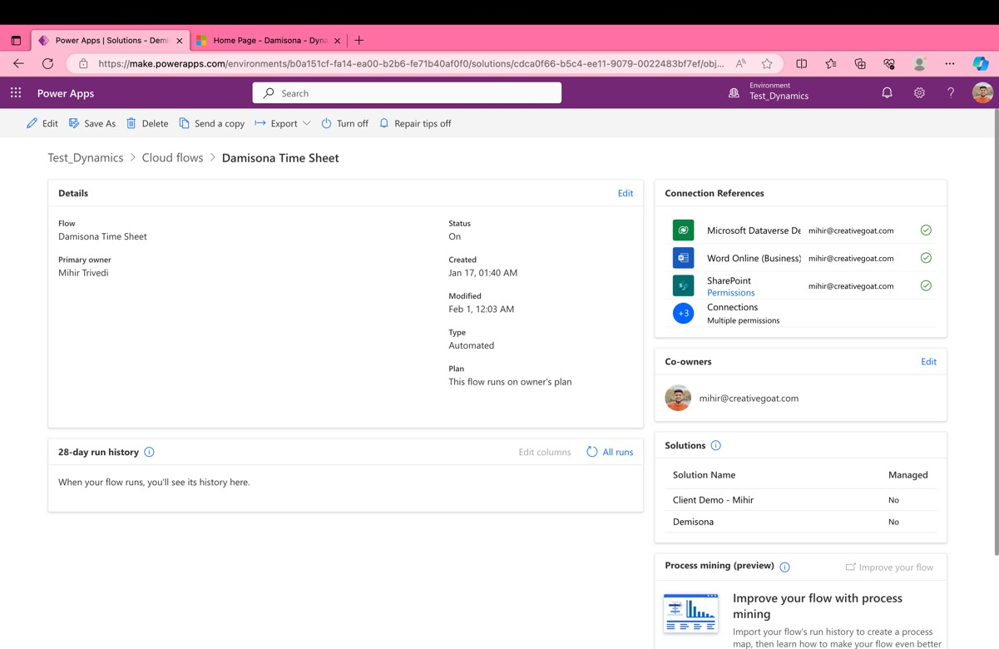 Power Apps | Solutions - Demi
Home Page - Damisona - Dyna
https://make.powerapps.com/environments/b0a151cf-fa14-ea00-b2b6-fe71b40af0f0/solutions/cdca0f66-b5c4-ee11-9079-0022483bf7ef/obj...
Power Apps
Search
Environment
Test_Dynamics
Edit
Save As
Delete
Send a copy
Export
Turn off
Repair tips off
Test_Dynamics > Cloud flows > Damisona Time Sheet
Details
Edit
Flow
Damisona Time Sheet
Primary owner
Mihir Trivedi
Status
On
Created
Jan 17, 01:40 AM
Modified
Feb 1, 12:03 AM
Type
Automated
Plan
This flow runs on owner's plan
28-day run history
Edit columns
All runs
When your flow runs, you'll see its history here.
Connection References
Microsoft Dataverse De
mihir@creativegoat.com
Word Online (Business)
mihir@creativegoat.com
SharePoint
Permissions
mihir@creativegoat.com
+3
Connections
Multiple permissions
Co-owners
Edit
mihir@creativegoat.com
Solutions
Solution Name
Managed
Client Demo - Mihir
No
Demisona
No
Process mining (preview)
Improve your flow
Improve your flow with process
mining
Import your flow's run history to create a process
map, then learn how to make your flow even better